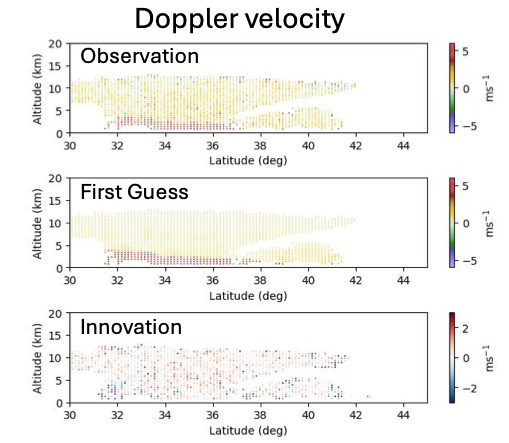 Doppler velocity
Observation
20
15
10
5
0
Altitude (km)
30 32 34 36 38 40 42 44
Latitude (deg)
5
0
−5
ms⁻¹
First Guess
20
15
10
5
0
Altitude (km)
30 32 34 36 38 40 42 44
Latitude (deg)
5
0
−5
ms⁻¹
Innovation
20
15
10
5
0
Altitude (km)
30 32 34 36 38 40 42 44
Latitude (deg)
2
0
−2
ms⁻¹